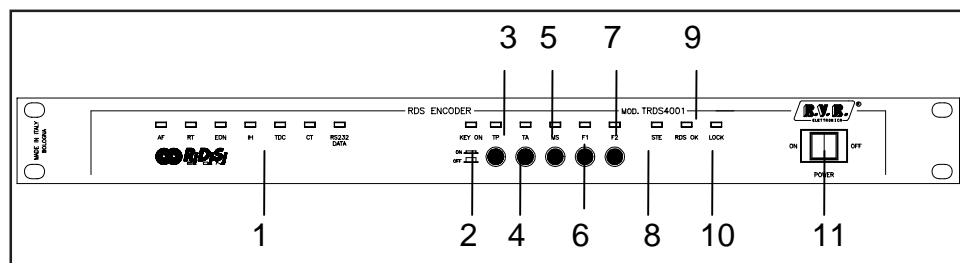 3 5 7 9
RDS ENCODER MOD. TRDS4001
R.V.R.®
ELETTRONICA
MADE IN ITALY
BOLOGNA
AF RT EON IH TDC CT RS232 DATA KEY ON TP TA MS F1 F2 STE RDS OK LOCK
ON OFF
ON
OFF
POWER
1 2 4 6 8 10 11